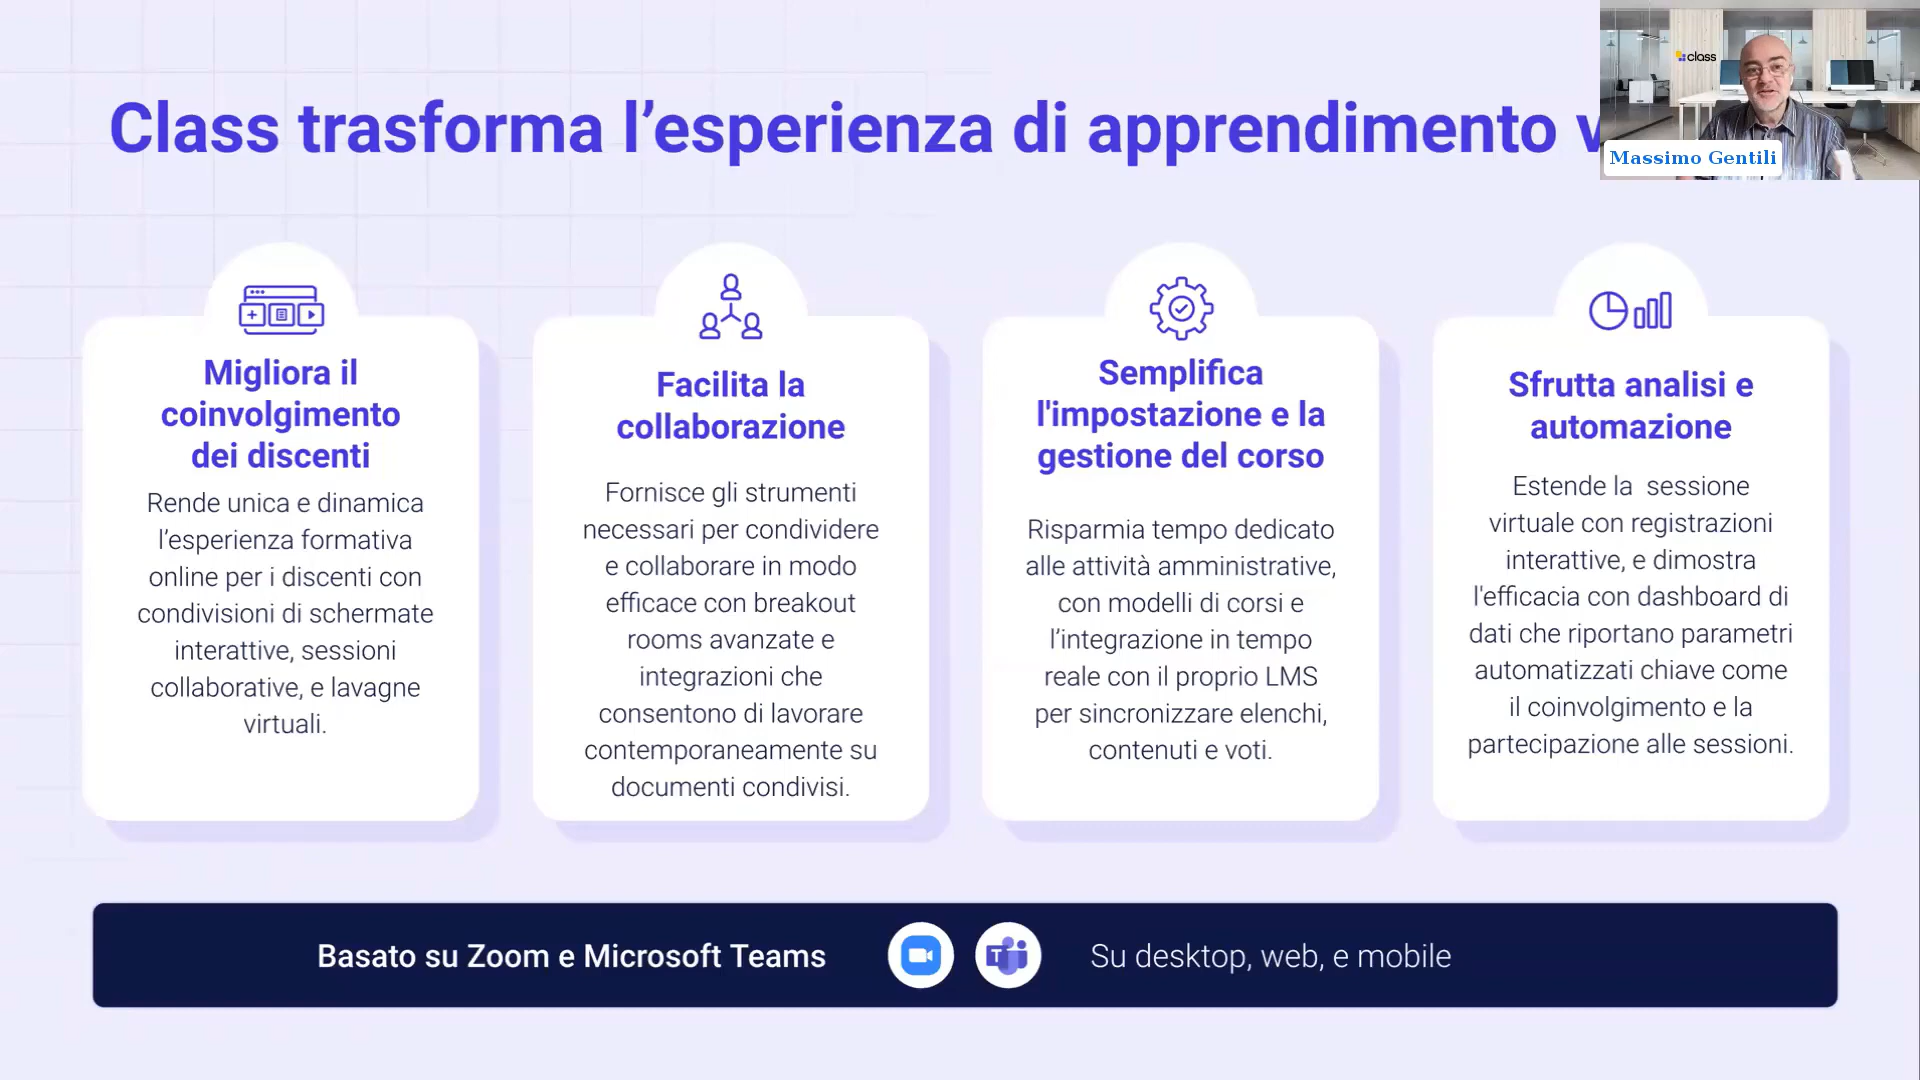 Class trasforma l’esperienza di apprendimento
class
Massimo Gentili
Migliora il
coinvolgimento
dei discenti
Rende unica e dinamica
l’esperienza formativa
online per i discenti con
condivisioni di schermate
interattive, sessioni
collaborative, e lavagne
virtuali.
Facilita la
collaborazione
Fornisce gli strumenti
necessari per condividere
e collaborare in modo
efficace con breakout
rooms avanzate e
integrazioni che
consentono di lavorare
contemporaneamente su
documenti condivisi.
Semplifica
l'impostazione e la
gestione del corso
Risparmia tempo dedicato
alle attività amministrative,
con modelli di corsi e
l’integrazione in tempo
reale con il proprio LMS
per sincronizzare elenchi,
contenuti e voti.
Sfrutta analisi e
automazione
Estende la sessione
virtuale con registrazioni
interattive, e dimostra
l'efficacia con dashboard di
dati che riportano parametri
automatizzati chiave come
il coinvolgimento e la
partecipazione alle sessioni.
Basato su Zoom e Microsoft Teams
Su desktop, web, e mobile